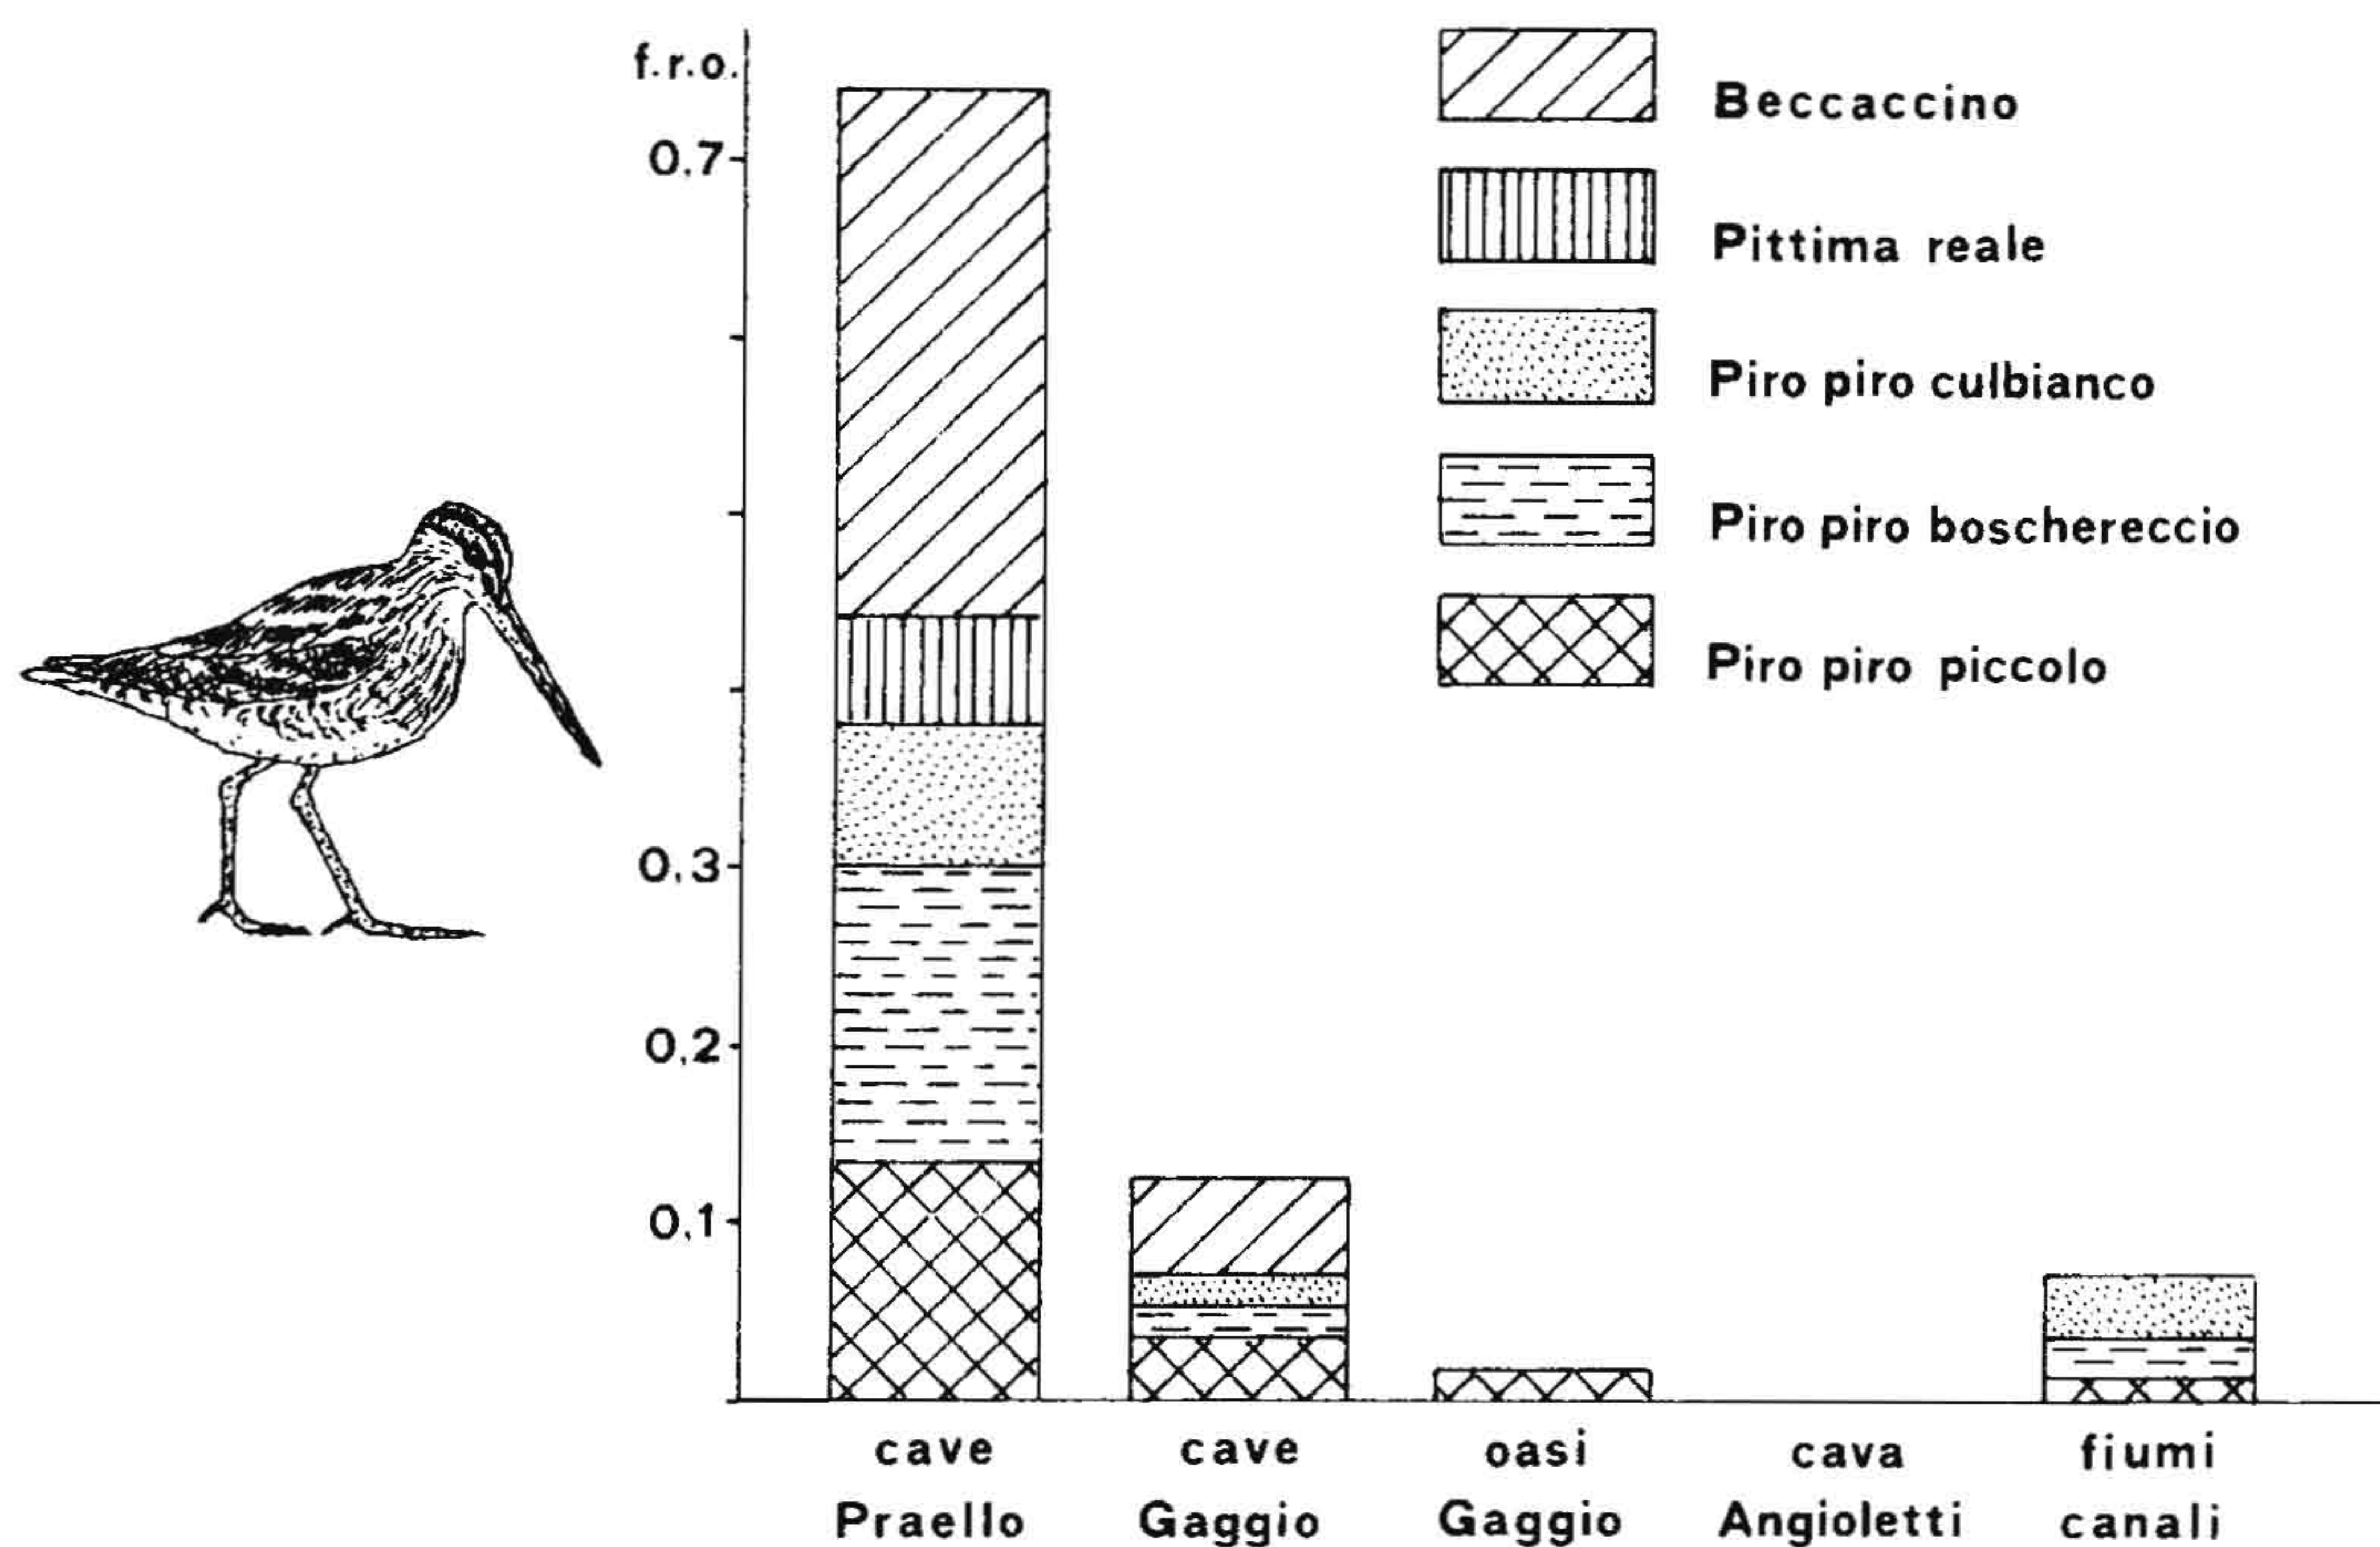 f.r.o.
0,7
0,3
0,2
0,1
Beccaccino
Pittima reale
Piro piro culbianco
Piro piro boschereccio
Piro piro piccolo
cave
Praello
cave
Gaggio
oasi
Gaggio
cava
Angioletti
fiumi
canali